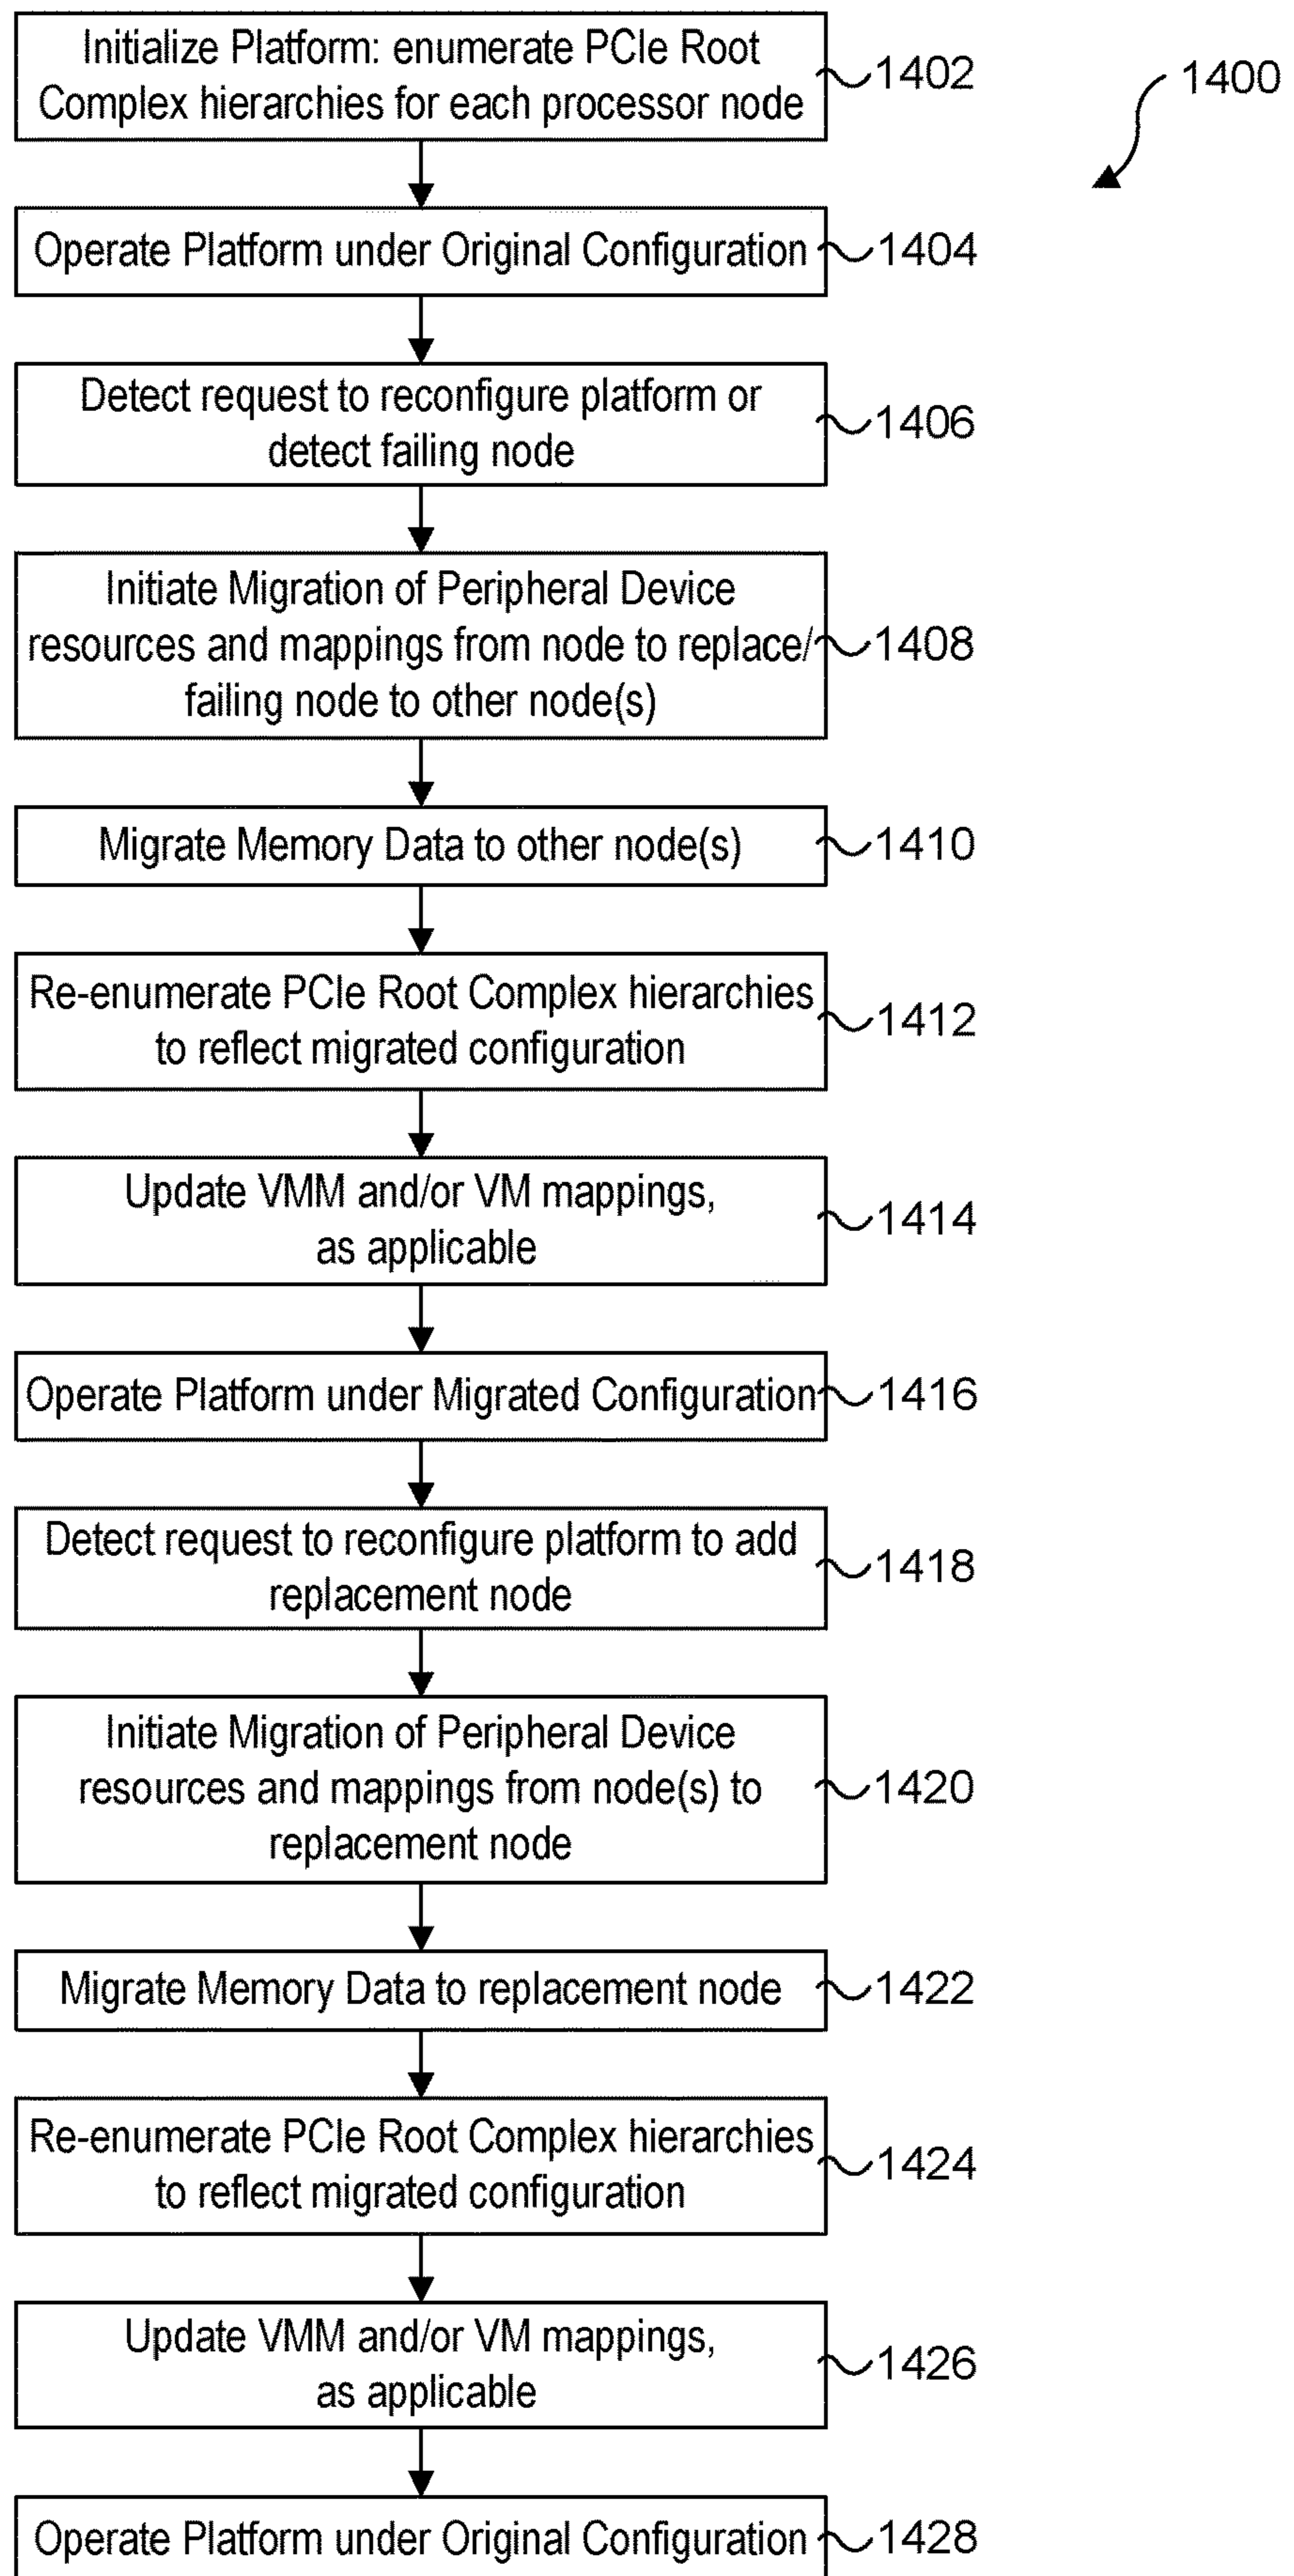 Initialize Platform: enumerate PCIe Root
Complex hierarchies for each processor node
1402
1400
Operate Platform under Original Configuration
1404
Detect request to reconfigure platform or
detect failing node
1406
Initiate Migration of Peripheral Device
resources and mappings from node to replace/
failing node to other node(s)
1408
Migrate Memory Data to other node(s)
1410
Re-enumerate PCIe Root Complex hierarchies
to reflect migrated configuration
1412
Update VMM and/or VM mappings,
as applicable
1414
Operate Platform under Migrated Configuration
1416
Detect request to reconfigure platform to add
replacement node
1418
Initiate Migration of Peripheral Device
resources and mappings from node(s) to
replacement node
1420
Migrate Memory Data to replacement node
1422
Re-enumerate PCIe Root Complex hierarchies
to reflect migrated configuration
1424
Update VMM and/or VM mappings,
as applicable
1426
Operate Platform under Original Configuration
1428